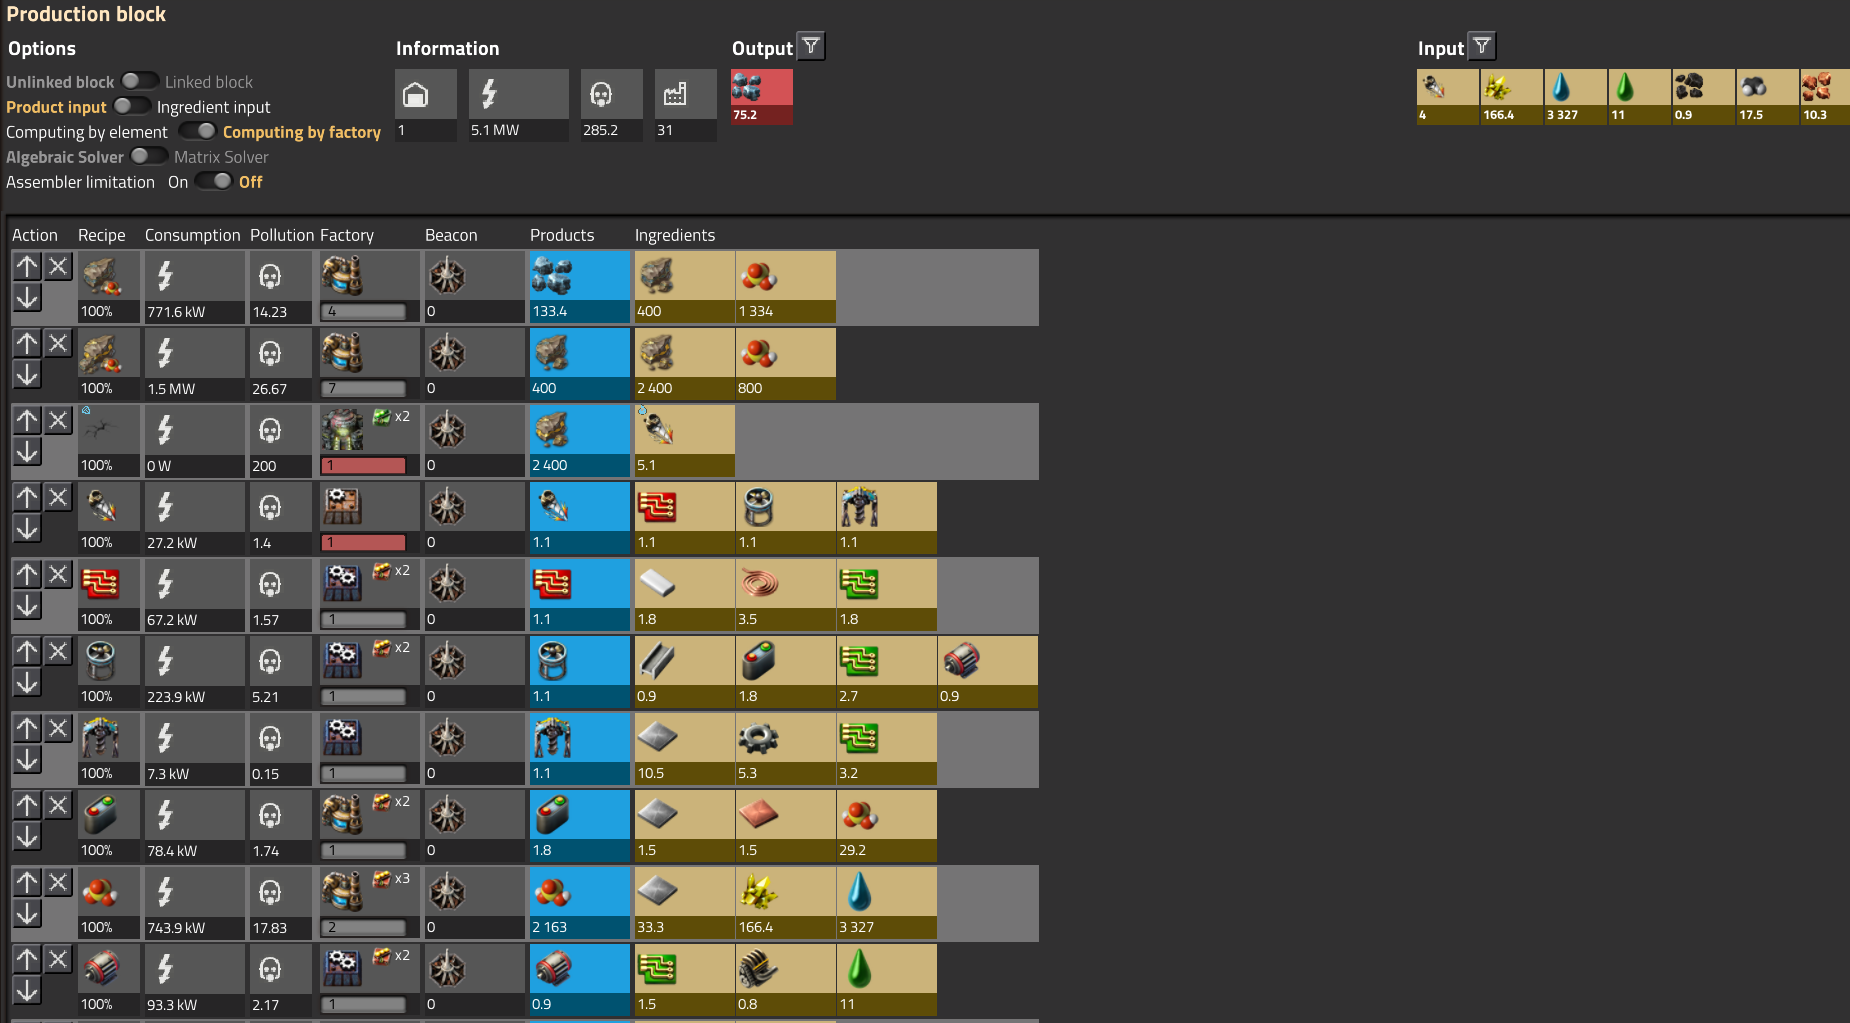 Production block
Options
Information
Output
Input
Unlinked block Linked block
Product input Ingredient input
Computing by element Computing by factory
Algebraic Solver Matrix Solver
Assembler limitation On Off
1 5.1 MW 285.2 31
75.2
4 166.4 3 327 11 0.9 17.5 10.3
Action Recipe Consumption Pollution Factory Beacon Products Ingredients
100% 771.6 kW 14.23 4 0 133.4 400 1 334
100% 1.5 MW 26.67 7 0 400 2 400 800
x2
100% 0 W 200 1 0 2 400 5.1
100% 27.2 kW 1.4 1 0 1.1 1.1 1.1 1.1
x2
100% 67.2 kW 1.57 1 0 1.1 1.8 3.5 1.8
x2
100% 223.9 kW 5.21 1 0 1.1 0.9 1.8 2.7 0.9
100% 7.3 kW 0.15 1 0 1.1 10.5 5.3 3.2
x2
100% 78.4 kW 1.74 1 0 1.8 1.5 1.5 29.2
x3
100% 743.9 kW 17.83 2 0 2 163 33.3 166.4 3 327
x2
100% 93.3 kW 2.17 1 0 0.9 1.5 0.8 11